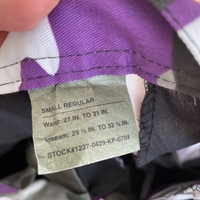 SMALL REGULAR
Waist: 27 IN. TO 31 IN.
Inseam: 29 ½ IN. TO 32 ½ IN.
STOCK#1227-0429-KP-0704